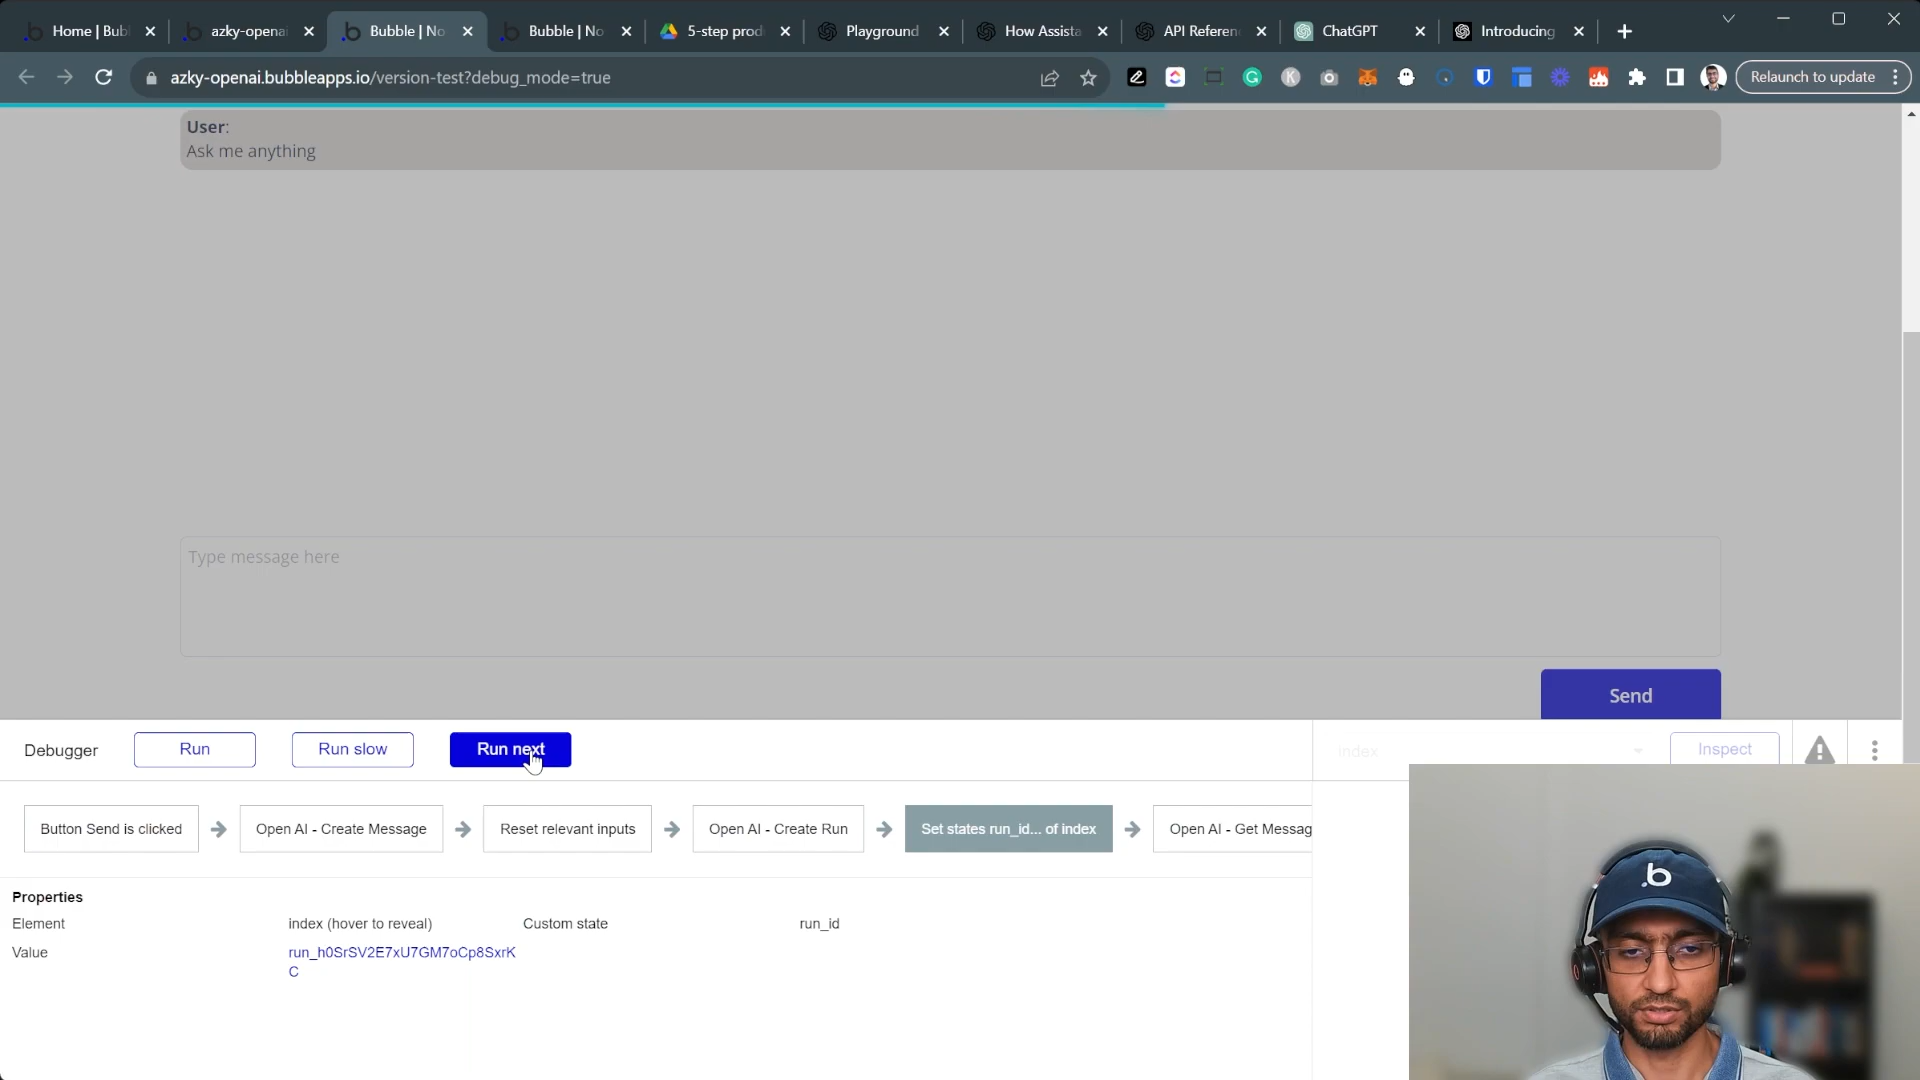 Home | Bub
azky-opena
Bubble | No
Bubble | No
5-step prod
Playground
How Assista
API Referen
ChatGPT
Introducing
azky-openai.bubbleapps.io/version-test?debug_mode=true
Relaunch to update
User:
Ask me anything
Type message here
Send
Debugger
Run
Run slow
Run next
index
Inspect
Button Send is clicked
Open AI - Create Message
Reset relevant inputs
Open AI - Create Run
Set states run_id... of index
Open AI - Get Messag
Properties
Element
index (hover to reveal)
Custom state
run_id
Value
run_h0SrSV2E7xU7GM7oCp8SxrK
C
.b